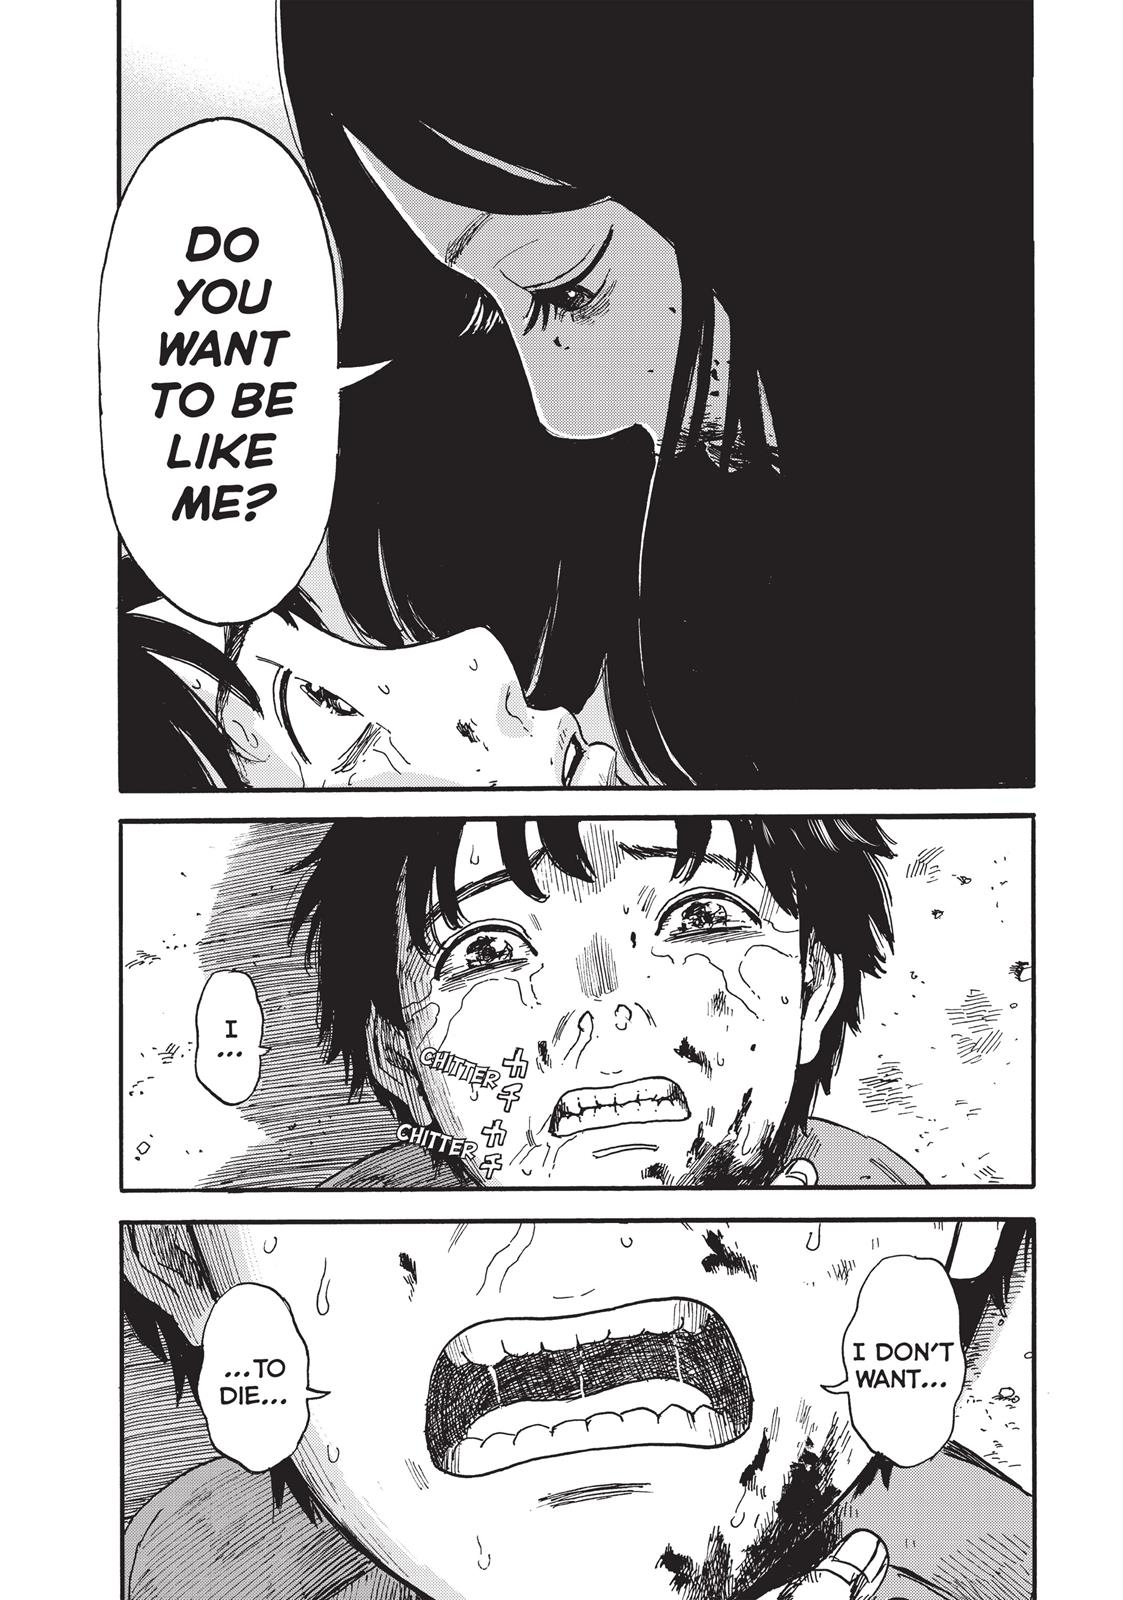 DO
YOU
WANT
TO BE
LIKE
ME?
I
...
CHITTER
カチ
CHITTER
カチ
I DON'T
WANT...
...TO
DIE...